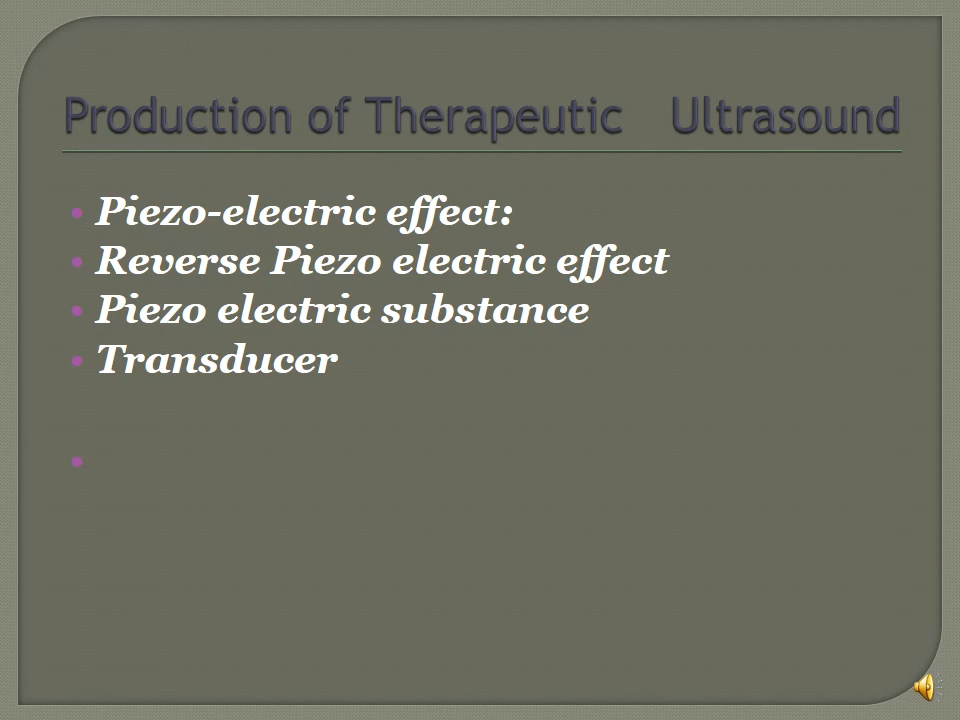 Production of Therapeutic Ultrasound
Piezo-electric effect:
Reverse Piezo electric effect
Piezo electric substance
Transducer